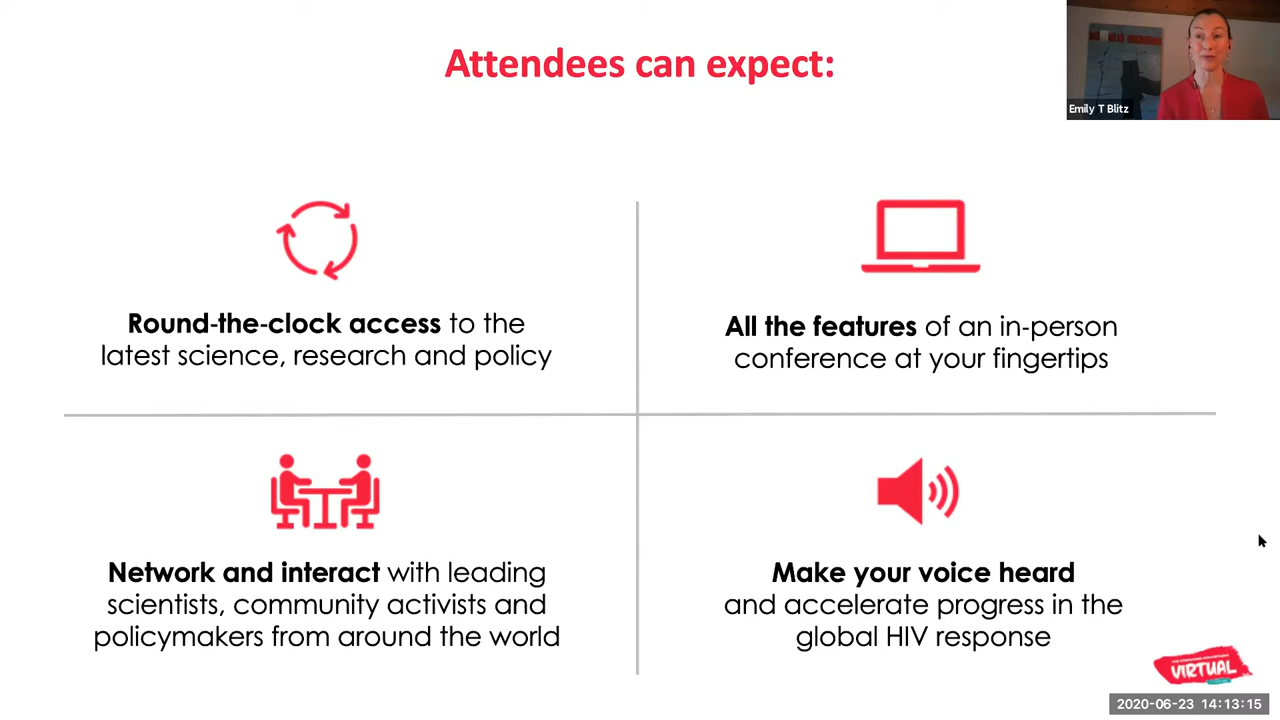 Attendees can expect:
Emily T Blitz
Round-the-clock access to the
latest science, research and policy
All the features of an in-person
conference at your fingertips
Network and interact with leading
scientists, community activists and
policymakers from around the world
Make your voice heard
and accelerate progress in the
global HIV response
VIRTUAL
2020-06-23 14:13:15